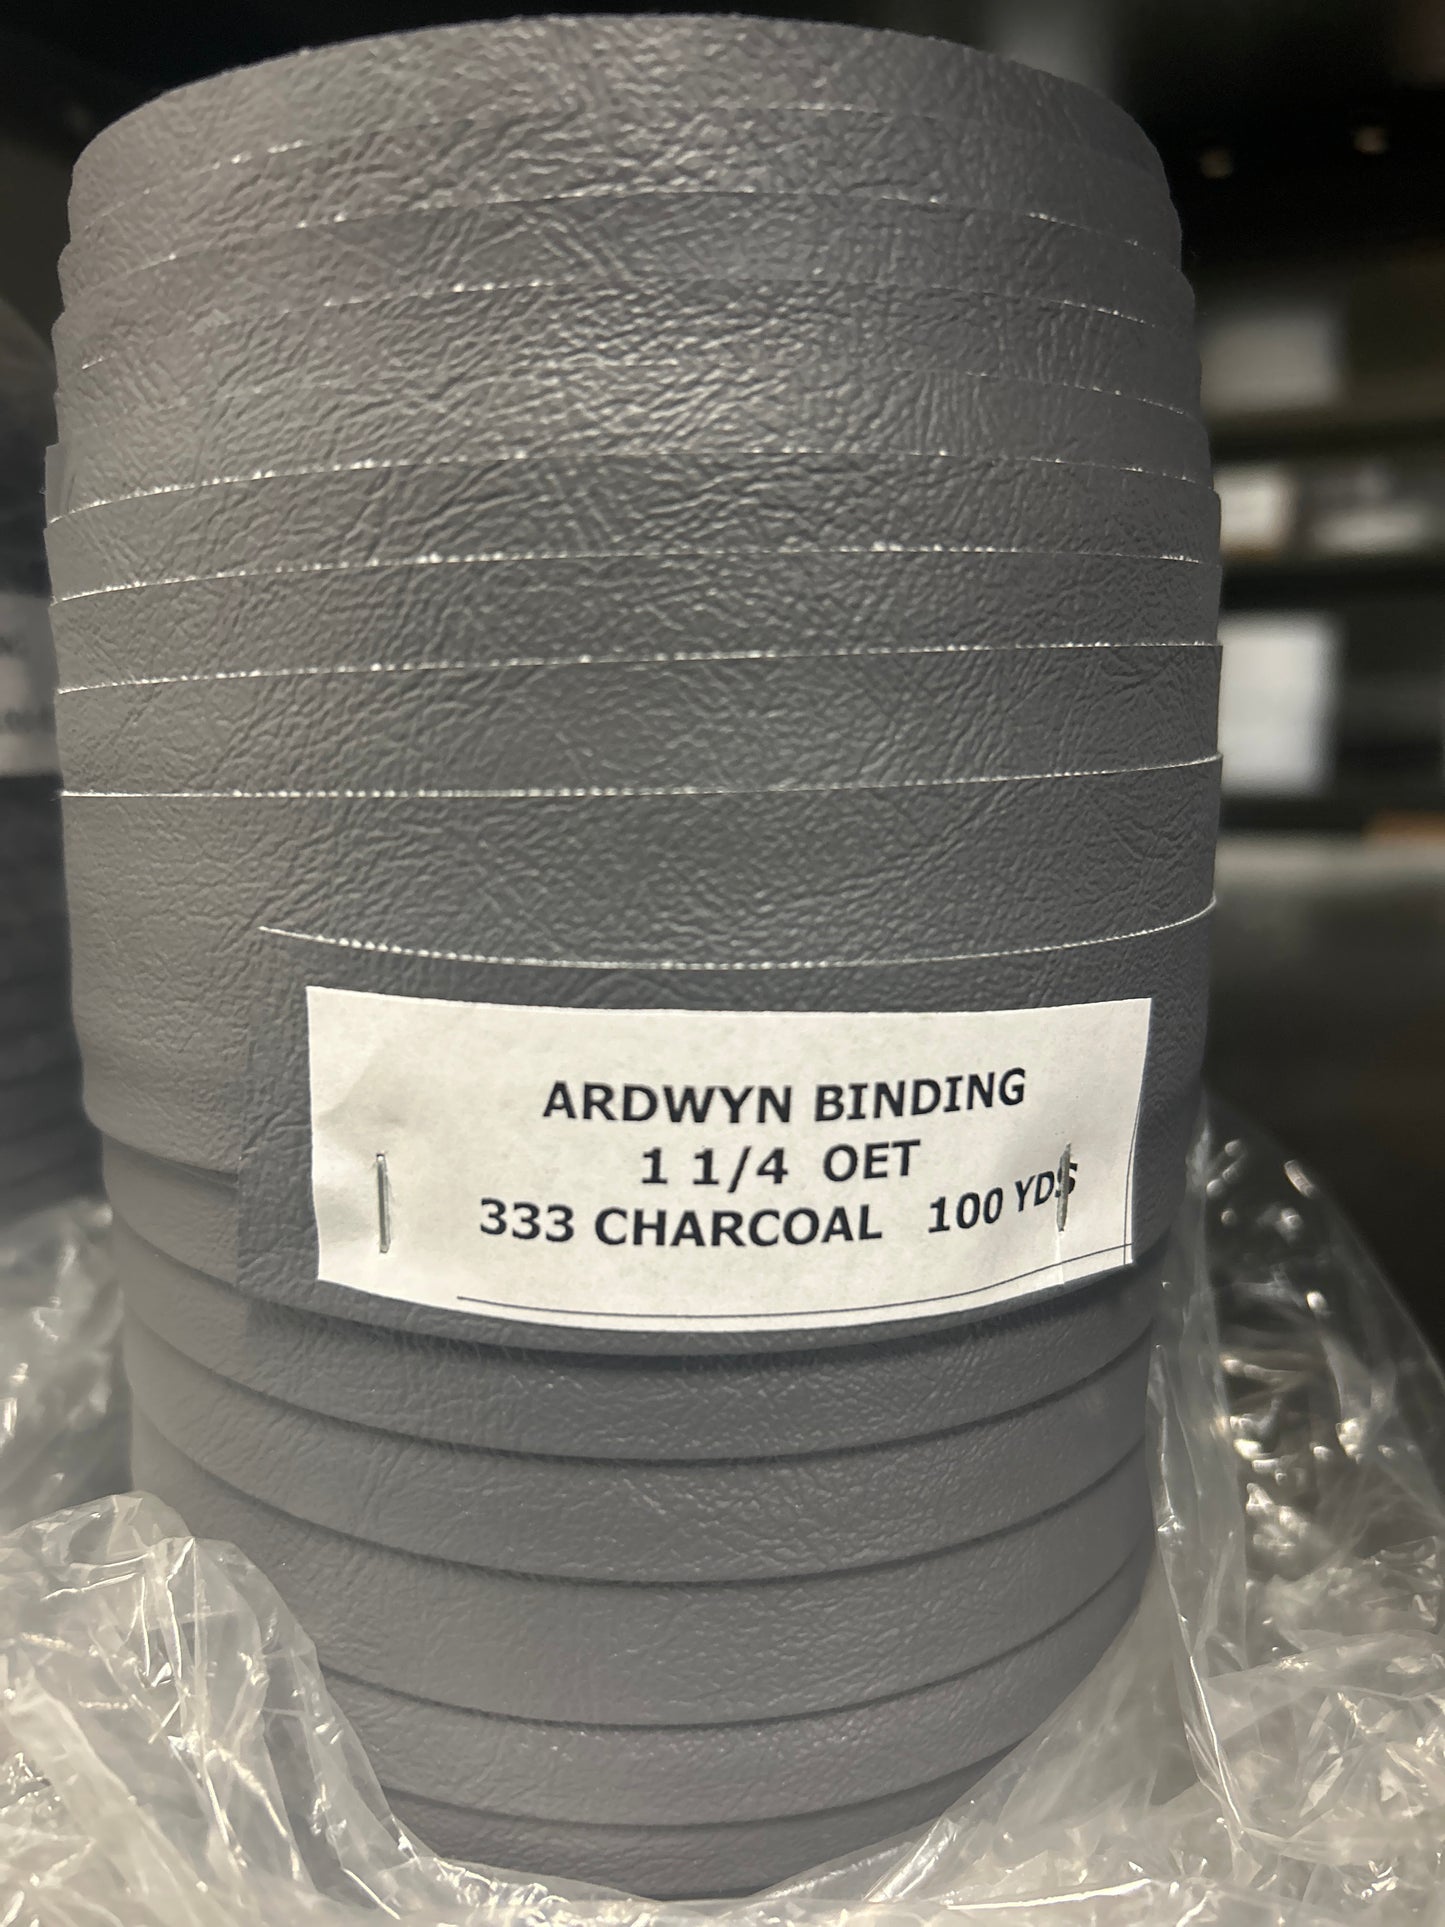 ARDWYN BINDING
1 1/4 OET
333 CHARCOAL 100 YDS